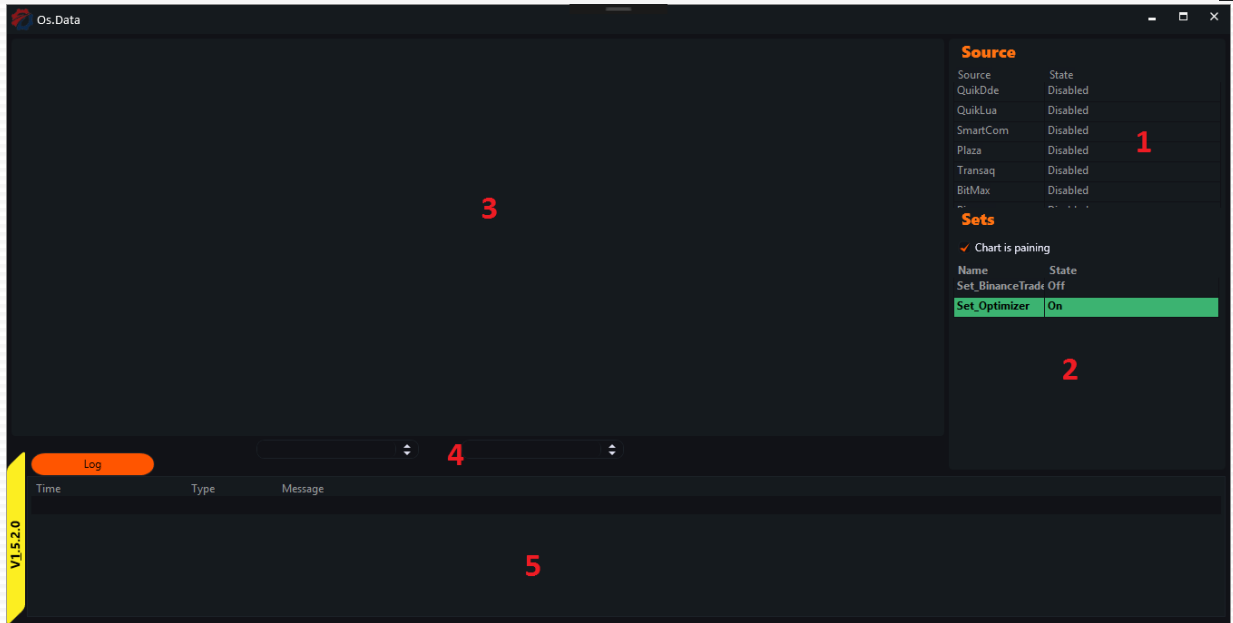 Os.Data
Source
Source State
QuikDde Disabled
QuikLua Disabled
SmartCom Disabled
1
Plaza Disabled
Transaq Disabled
BitMax Disabled
3
Sets
Chart is paining
Name State
Set_BinanceTrade Off
Set_Optimizer On
2
4
Log
Time Type Message
V1.5.2.0
5